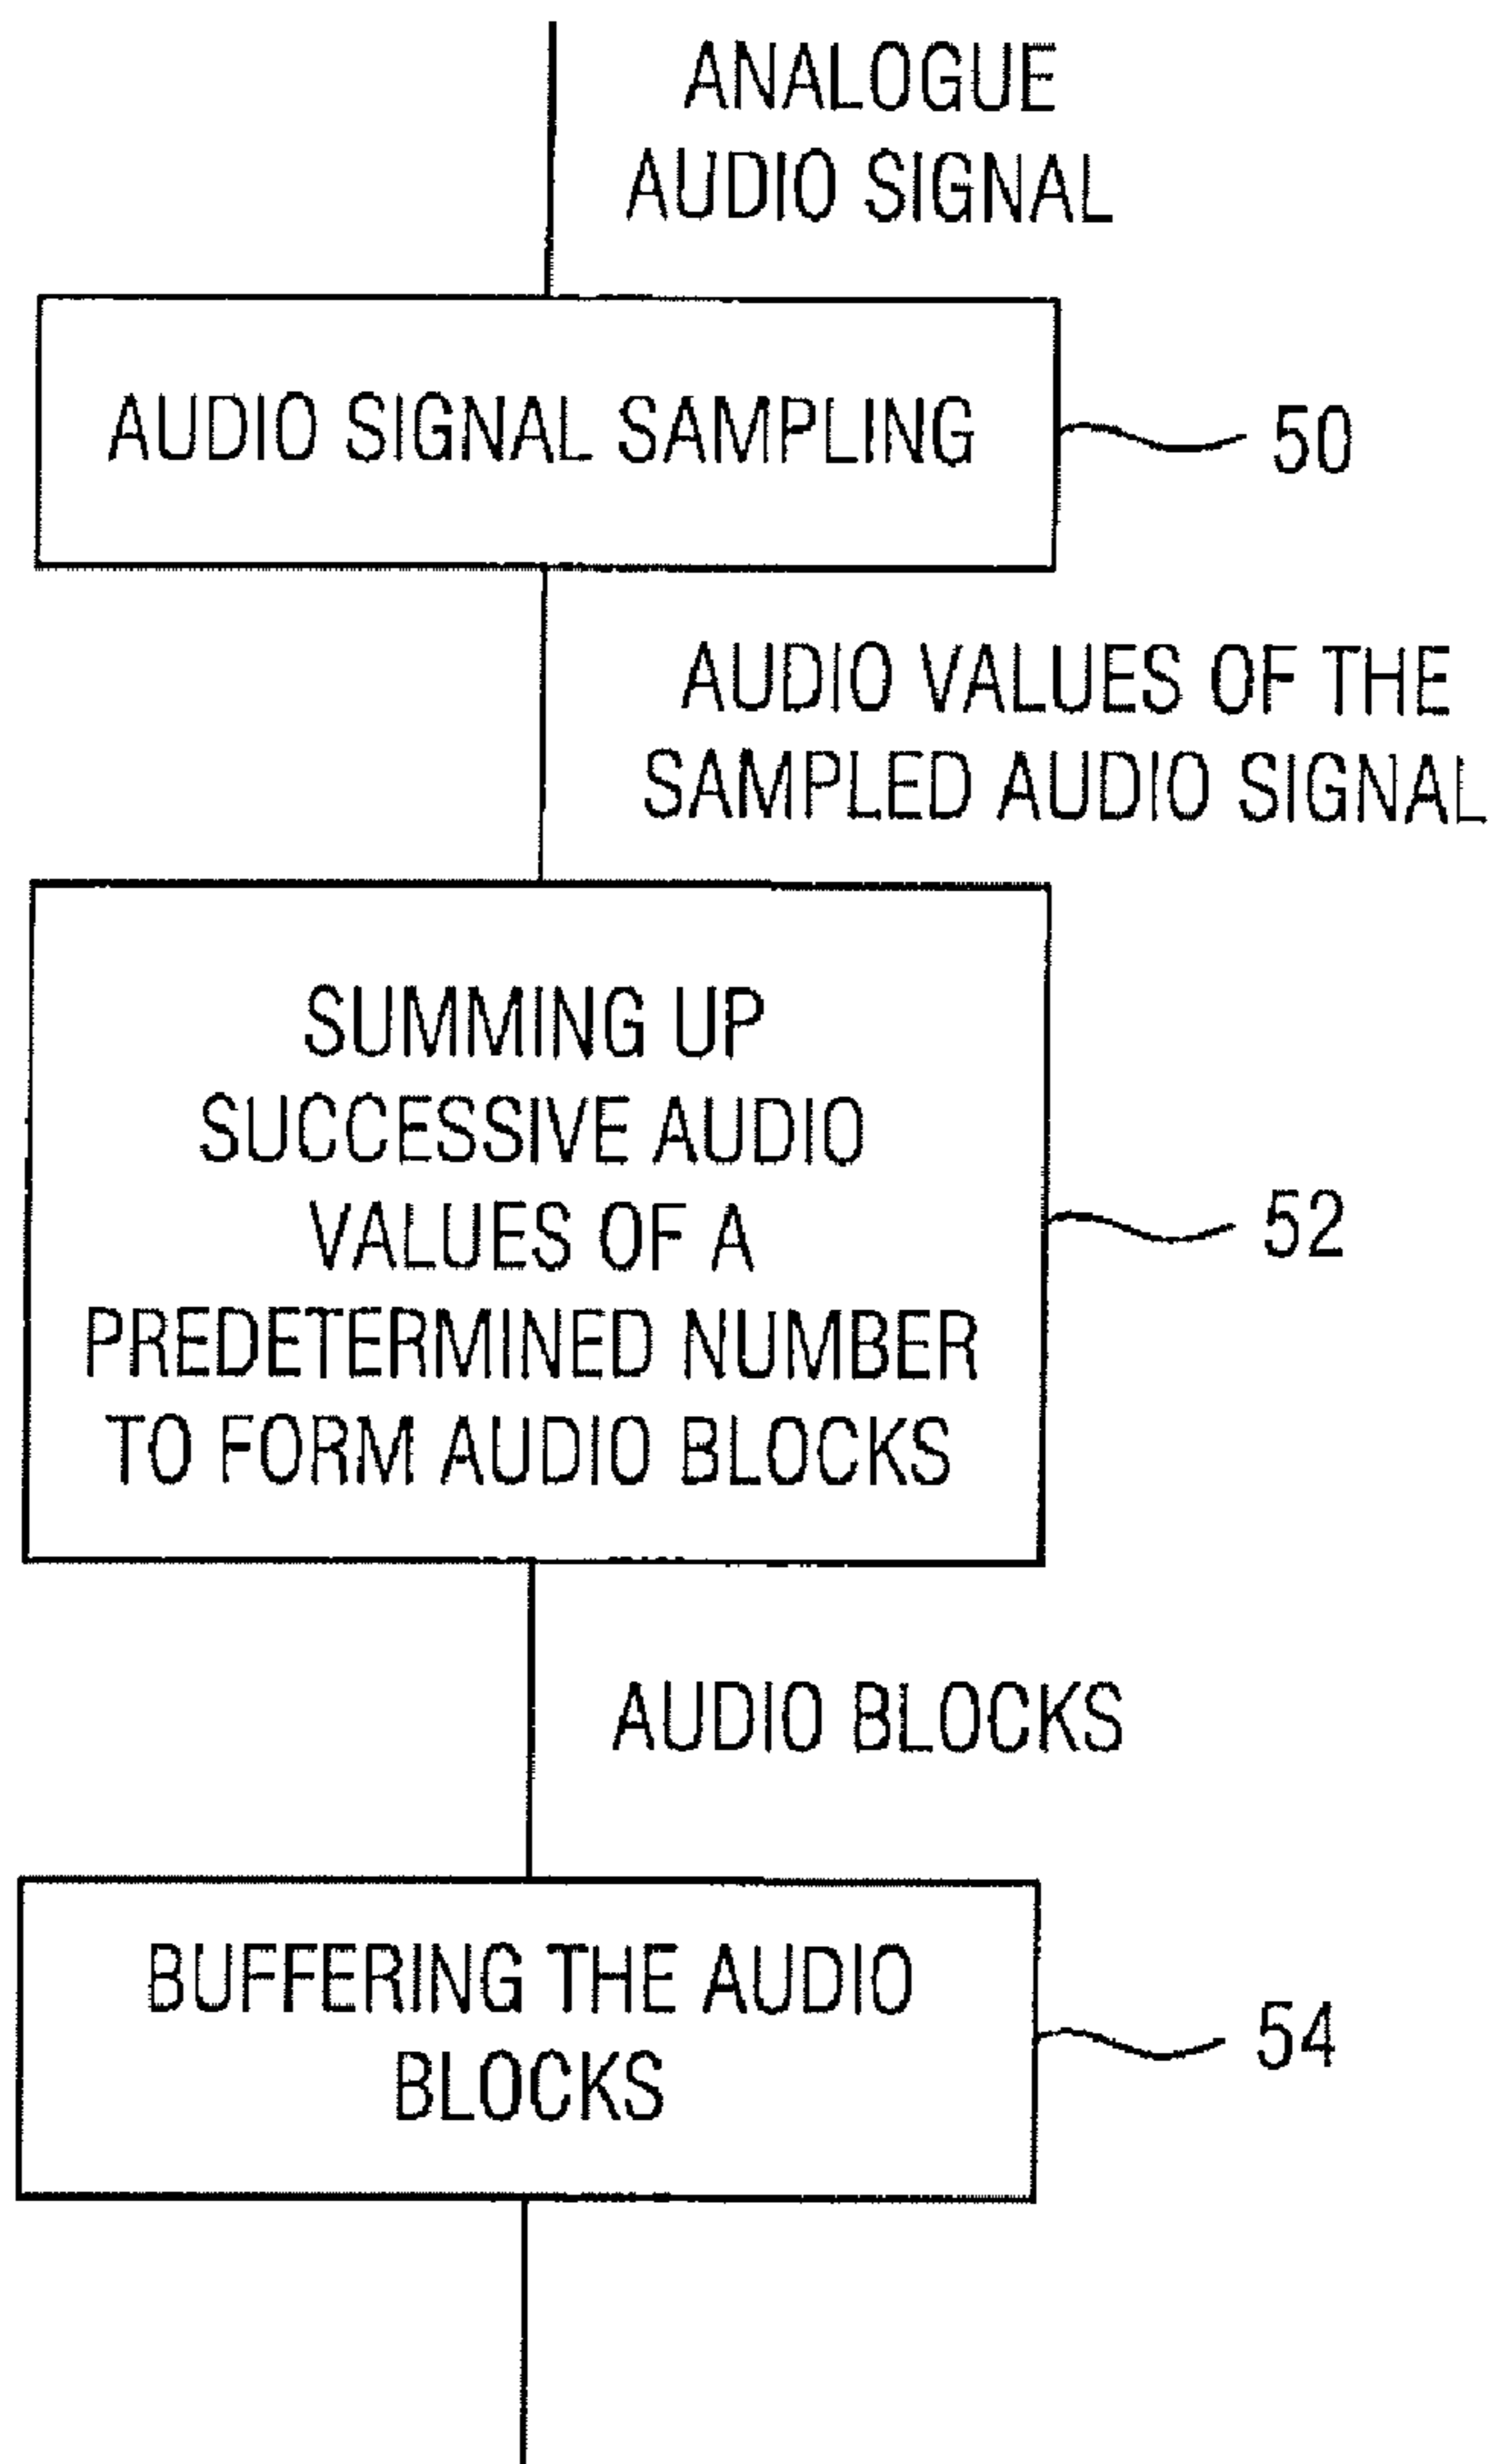 ANALOGUE
AUDIO SIGNAL
AUDIO SIGNAL SAMPLING
50
AUDIO VALUES OF THE
SAMPLED AUDIO SIGNAL
SUMMING UP
SUCCESSIVE AUDIO
VALUES OF A
PREDETERMINED NUMBER
TO FORM AUDIO BLOCKS
52
AUDIO BLOCKS
BUFFERING THE AUDIO
BLOCKS
54